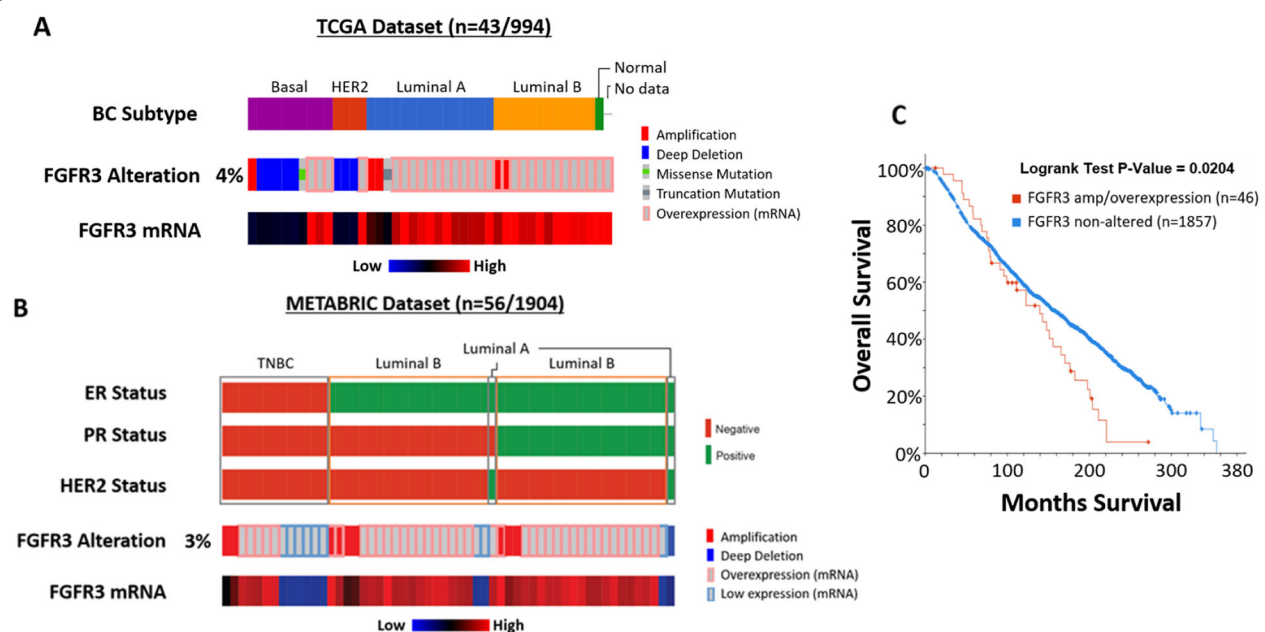 A
TCGA Dataset (n=43/994)
Normal
No data
Basal HER2 Luminal A Luminal B
BC Subtype
Amplification
Deep Deletion
Missense Mutation
Truncation Mutation
Overexpression (mRNA)
FGFR3 Alteration 4%
FGFR3 mRNA
Low High
B
METABRIC Dataset (n=56/1904)
Luminal A
TNBC Luminal B Luminal B
ER Status
PR Status
HER2 Status
Negative
Positive
FGFR3 Alteration 3%
Amplification
Deep Deletion
Overexpression (mRNA)
Low expression (mRNA)
FGFR3 mRNA
Low High
C
Logrank Test P-Value = 0.0204
FGFR3 amp/overexpression (n=46)
FGFR3 non-altered (n=1857)
100%
80%
60%
40%
20%
0%
Overall Survival
0 100 200 300 380
Months Survival